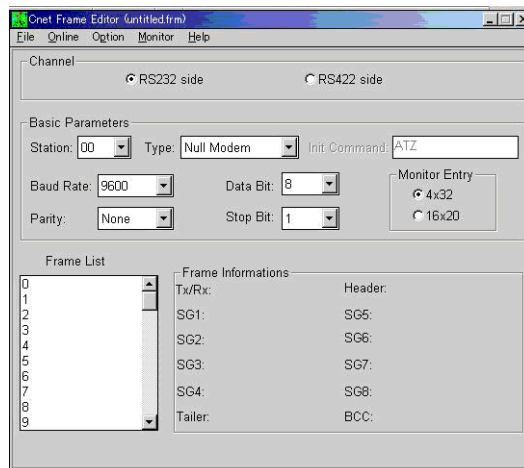 Cnet Frame Editor (untitled.frm)
File Online Option Monitor Help
Channel
RS232 side RS422 side
Basic Parameters
Station: 00 Type: Null Modem Init Command: ATZ
Baud Rate: 9600 Data Bit: 8 Monitor Entry
4x32
Parity: None Stop Bit: 1 16x20
Frame List Frame Informations
0 Tx/Rx: Header:
1
2 SG1: SG5:
3
4 SG2: SG6:
5
6 SG3: SG7:
7
8 SG4: SG8:
9 Tailer: BCC: